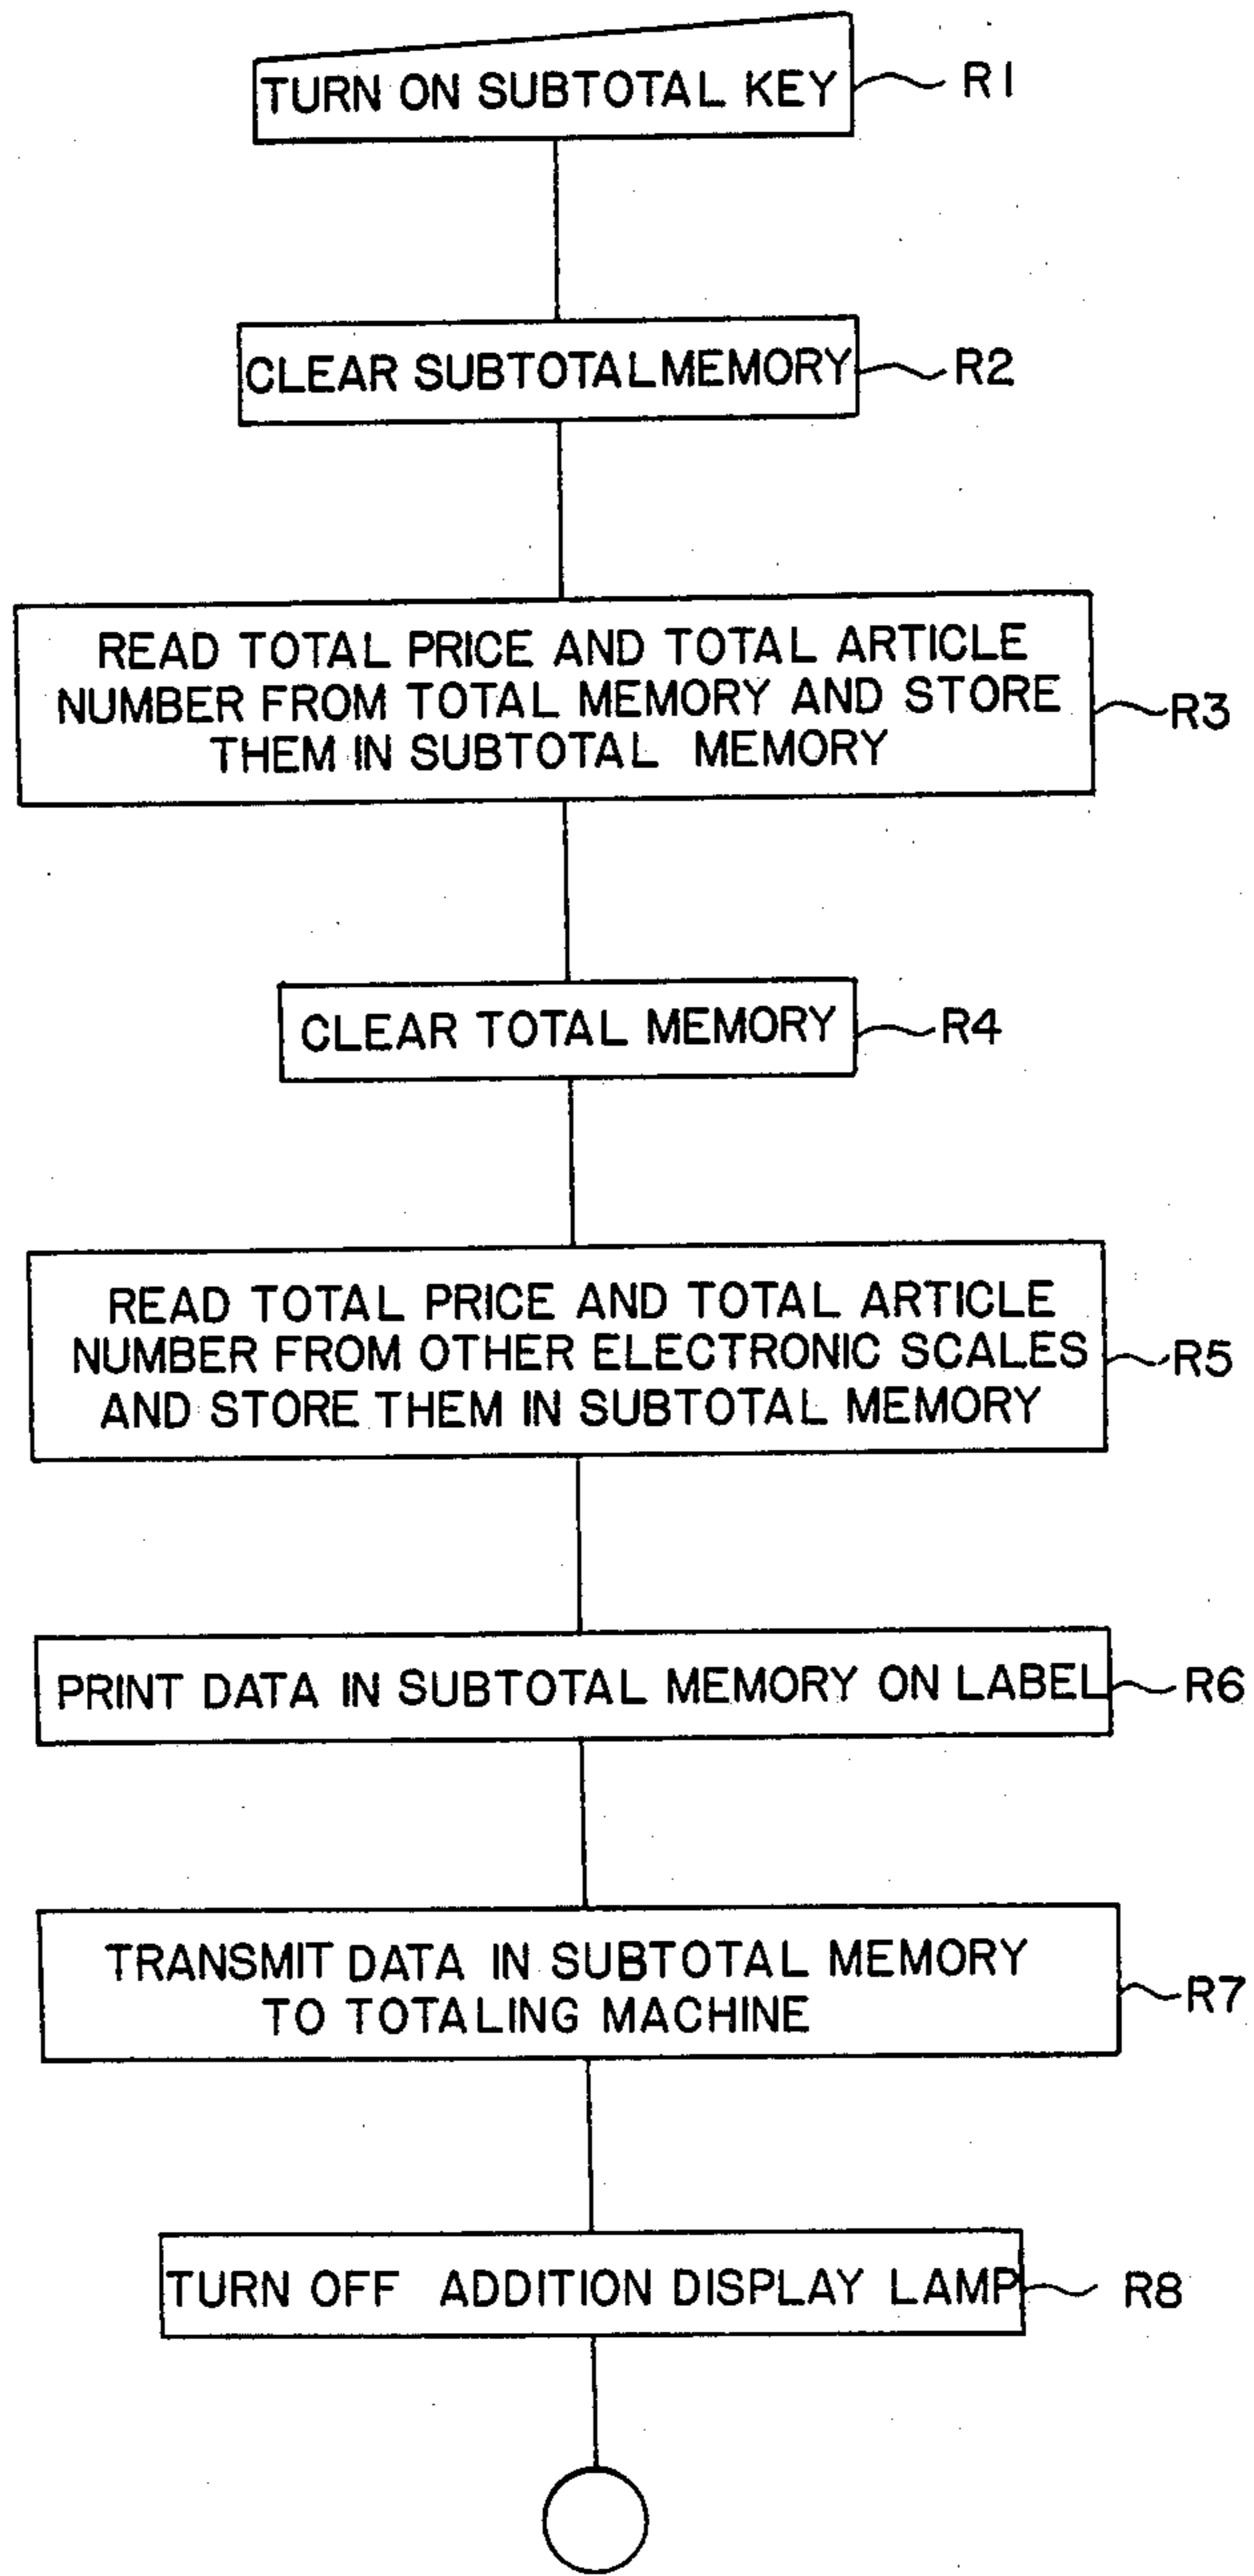 TURN ON SUBTOTAL KEY R1
CLEAR SUBTOTAL MEMORY R2
READ TOTAL PRICE AND TOTAL ARTICLE
NUMBER FROM TOTAL MEMORY AND STORE R3
THEM IN SUBTOTAL MEMORY
CLEAR TOTAL MEMORY R4
READ TOTAL PRICE AND TOTAL ARTICLE
NUMBER FROM OTHER ELECTRONIC SCALES R5
AND STORE THEM IN SUBTOTAL MEMORY
PRINT DATA IN SUBTOTAL MEMORY ON LABEL R6
TRANSMIT DATA IN SUBTOTAL MEMORY R7
TO TOTALING MACHINE
TURN OFF ADDITION DISPLAY LAMP R8